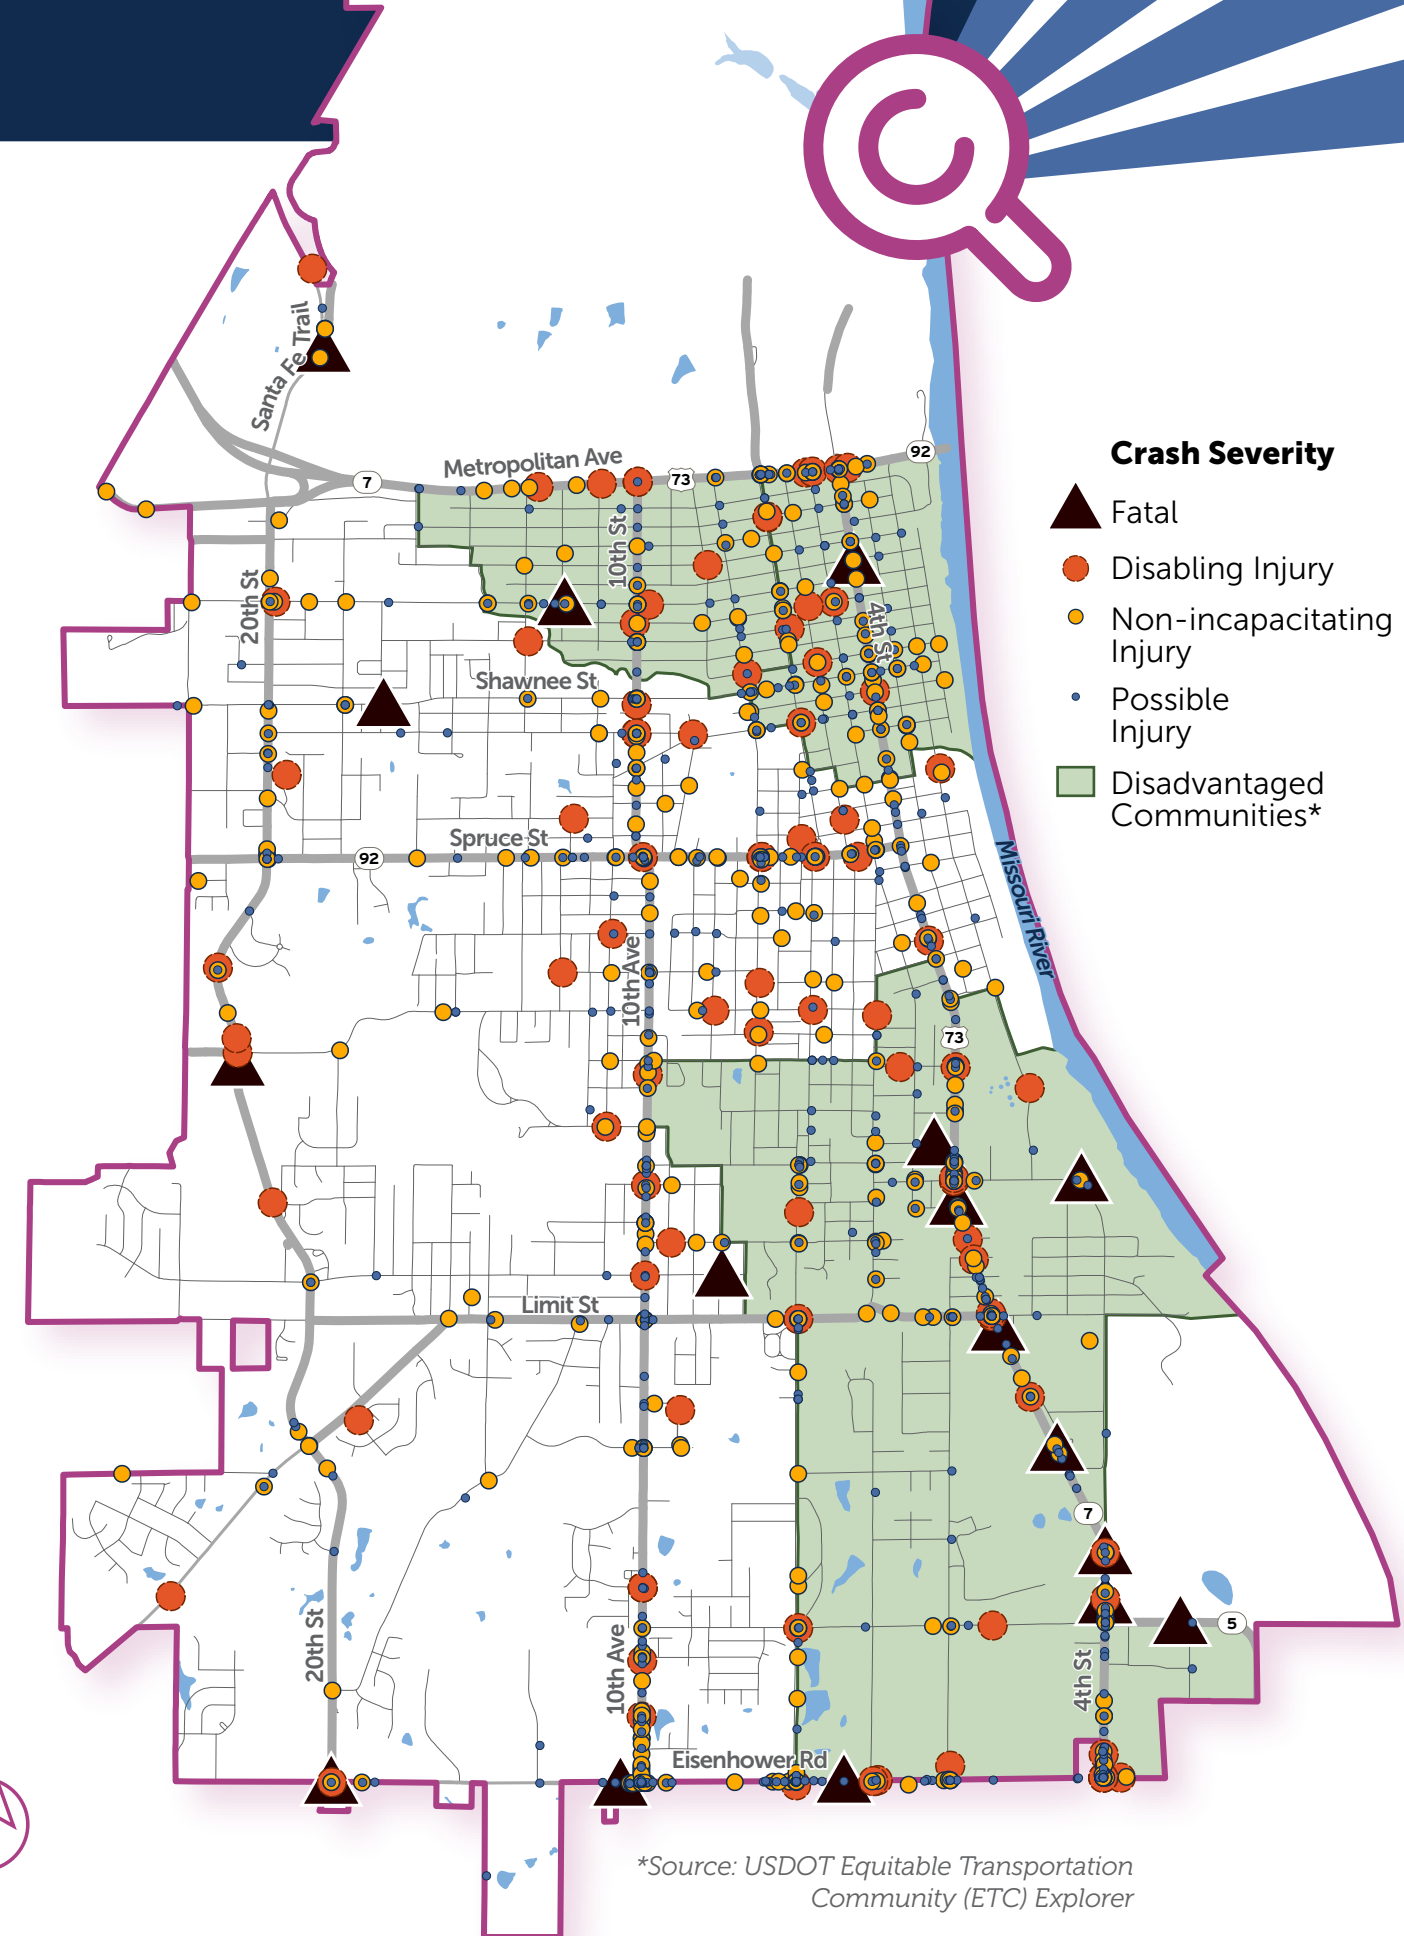 Santa Fe Trail
Metropolitan Ave
7
73
92
10th St
20th St
4th St
Shawnee St
Crash Severity
Fatal
Disabling Injury
Non-incapacitating
Injury
Possible
Injury
Disadvantaged
Communities*
Spruce St
92
Missouri River
10th Ave
73
Limit St
7
5
20th St
10th Ave
4th St
Eisenhower Rd
*Source: USDOT Equitable Transportation
Community (ETC) Explorer